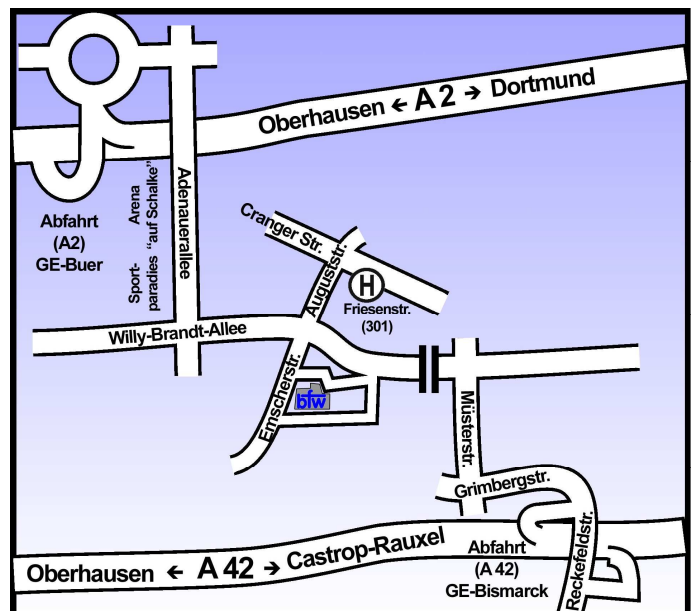 Oberhausen ← A 2 → Dortmund
Abfahrt
(A2)
GE-Buer
Arena
"auf Schalke"
Sport-
paradies
Adenauerallee
Cranger Str.
Auguststr.
H
Friesenstr.
(301)
Willy-Brandt-Allee
Emscherstr.
bfw
Müsterstr.
Grimbergstr.
Reckefeldstr.
Oberhausen ← A 42 → Castrop-Rauxel
Abfahrt
(A 42)
GE-Bismarck